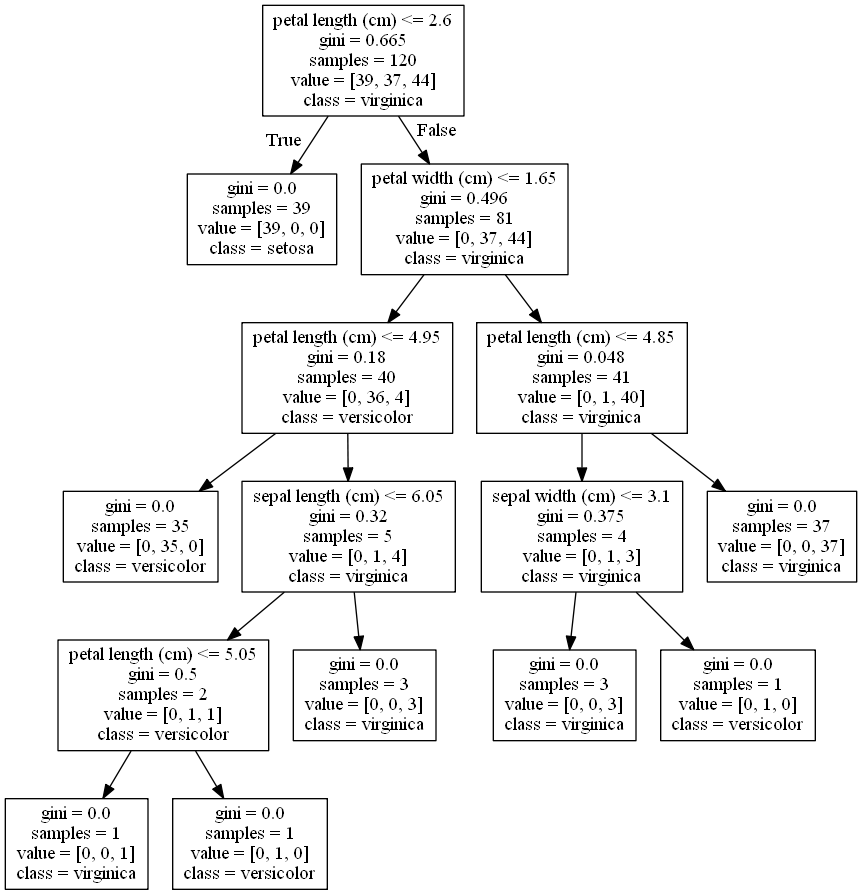 petal length (cm) <= 2.6
gini = 0.665
samples = 120
value = [39, 37, 44]
class = virginica
True
False
gini = 0.0
samples = 39
value = [39, 0, 0]
class = setosa
petal width (cm) <= 1.65
gini = 0.496
samples = 81
value = [0, 37, 44]
class = virginica
petal length (cm) <= 4.95
gini = 0.18
samples = 40
value = [0, 36, 4]
class = versicolor
petal length (cm) <= 4.85
gini = 0.048
samples = 41
value = [0, 1, 40]
class = virginica
gini = 0.0
samples = 35
value = [0, 35, 0]
class = versicolor
sepal length (cm) <= 6.05
gini = 0.32
samples = 5
value = [0, 1, 4]
class = virginica
sepal width (cm) <= 3.1
gini = 0.375
samples = 4
value = [0, 1, 3]
class = virginica
gini = 0.0
samples = 37
value = [0, 0, 37]
class = virginica
petal length (cm) <= 5.05
gini = 0.5
samples = 2
value = [0, 1, 1]
class = versicolor
gini = 0.0
samples = 3
value = [0, 0, 3]
class = virginica
gini = 0.0
samples = 3
value = [0, 0, 3]
class = virginica
gini = 0.0
samples = 1
value = [0, 1, 0]
class = versicolor
gini = 0.0
samples = 1
value = [0, 0, 1]
class = virginica
gini = 0.0
samples = 1
value = [0, 1, 0]
class = versicolor